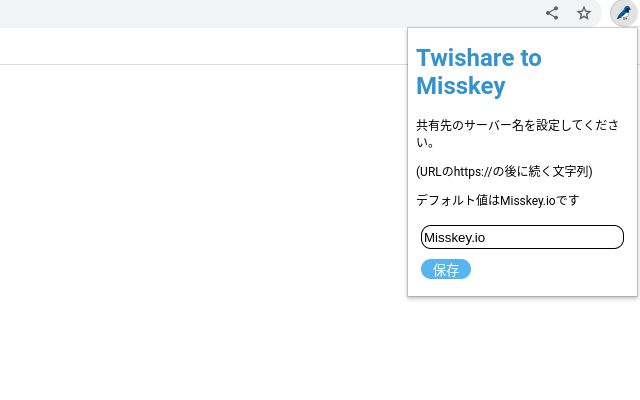 Twishare to
Misskey
共有先のサーバー名を設定してくださ
い。
(URLのhttps://の後に続く文字列)
デフォルト値はMisskey.ioです
Misskey.io
保存